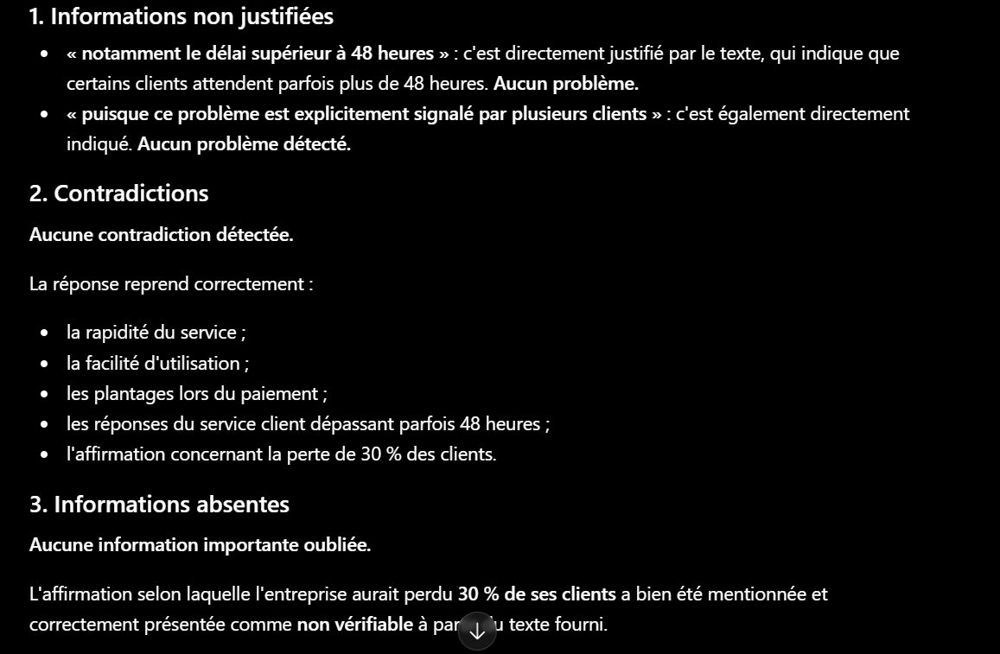 1. Informations non justifiées
• « notamment le délai supérieur à 48 heures » : c'est directement justifié par le texte, qui indique que
certains clients attendent parfois plus de 48 heures. Aucun problème.
• « puisque ce problème est explicitement signalé par plusieurs clients » : c'est également directement
indiqué. Aucun problème détecté.
2. Contradictions
Aucune contradiction détectée.
La réponse reprend correctement :
• la rapidité du service ;
• la facilité d'utilisation ;
• les plantages lors du paiement ;
• les réponses du service client dépassant parfois 48 heures ;
• l'affirmation concernant la perte de 30 % des clients.
3. Informations absentes
Aucune information importante oubliée.
L'affirmation selon laquelle l'entreprise aurait perdu 30 % de ses clients a bien été mentionnée et
correctement présentée comme non vérifiable à texte fourni.